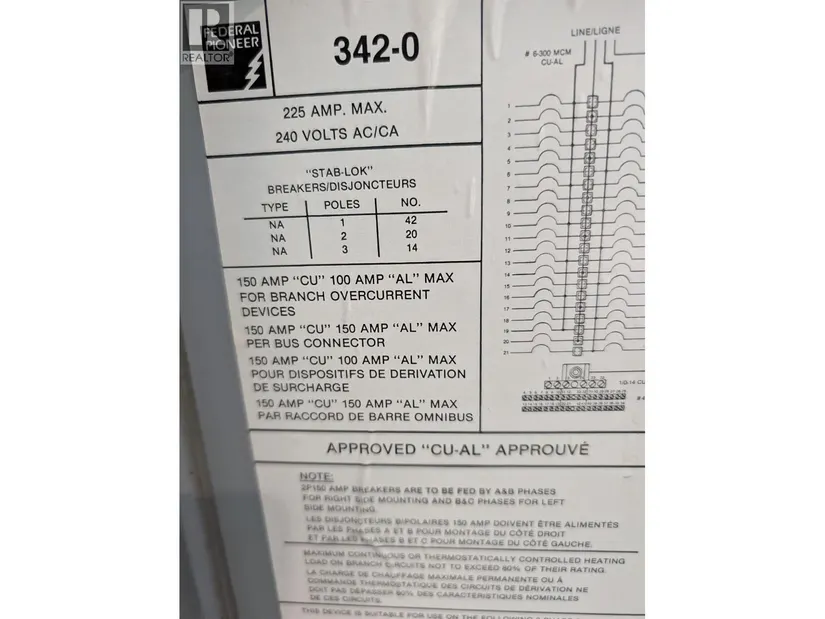 FEDERAL
PIONEER
REALTOR
342-0
225 AMP. MAX.
240 VOLTS AC/CA
"STAB-LOK"
BREAKERS/DISJONCTEURS
TYPE POLES NO.
NA 1 42
NA 2 20
NA 3 14
150 AMP "CU" 100 AMP "AL" MAX
FOR BRANCH OVERCURRENT
DEVICES
150 AMP "CU" 150 AMP "AL" MAX
PER BUS CONNECTOR
150 AMP "CU" 100 AMP "AL" MAX
POUR DISPOSITIFS DE DERIVATION
DE SURCHARGE
150 AMP "CU" 150 AMP "AL" MAX
PAR RACCORD DE BARRE OMNIBUS
LINE/LIGNE
# 6-300 MCM
CU-AL
1
2
3
4
5
6
7
8
9
10
11
12
13
14
15
16
17
18
19
20
21
1/0-14 CU
APPROVED "CU-AL" APPROUVÉ
NOTE:
2P150 AMP BREAKERS ARE TO BE FED BY A&B PHASES
FOR RIGHT SIDE MOUNTING AND B&C PHASES FOR LEFT
SIDE MOUNTING.
LES DISJONCTEURS BIPOLAIRES 150 AMP DOIVENT ÊTRE ALIMENTÉS
PAR LES PHASES A ET B POUR MONTAGE DU CÔTÉ DROIT
ET PAR LES PHASES B ET C POUR MONTAGE DU CÔTÉ GAUCHE.
MAXIMUM CONTINUOUS OR THERMOSTATICALLY CONTROLLED HEATING
LOAD ON BRANCH CIRCUITS NOT TO EXCEED 80% OF THEIR RATING.
LA CHARGE DE CHAUFFAGE MAXIMALE PERMANENTE OU À
COMMANDE THERMOSTATIQUE DES CIRCUITS DE DÉRIVATION NE
DOIT PAS DÉPASSER 80% DES CARACTÉRISTIQUES NOMINALES
DE CES CIRCUITS.
THIS DEVICE IS SUITABLE FOR USE ON THE FOLLOWING